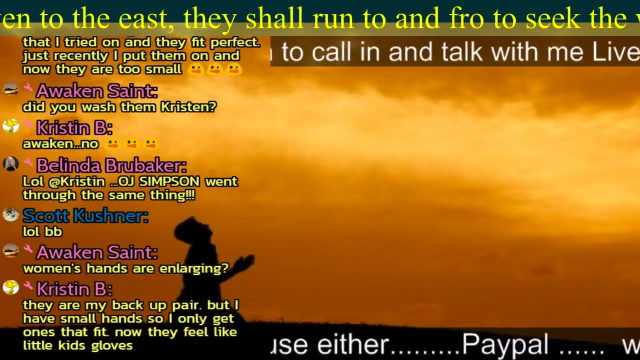 en to the east, they shall run to and fro to seek the
that I tried on and they fit perfect.
just recently I put them on and
now they are too small
to call in and talk with me Live
Awaken Saint:
did you wash them Kristen?
Kristin B:
awaken...no
Belinda Brubaker:
Lol @Kristin ...OJ SIMPSON went
through the same thing!!!
Scott Kushner:
lol bb
Awaken Saint:
women's hands are enlarging?
Kristin B:
they are my back up pair. but I
have small hands so I only get
ones that fit. now they feel like
little kids gloves
use either.........Paypal ...... w